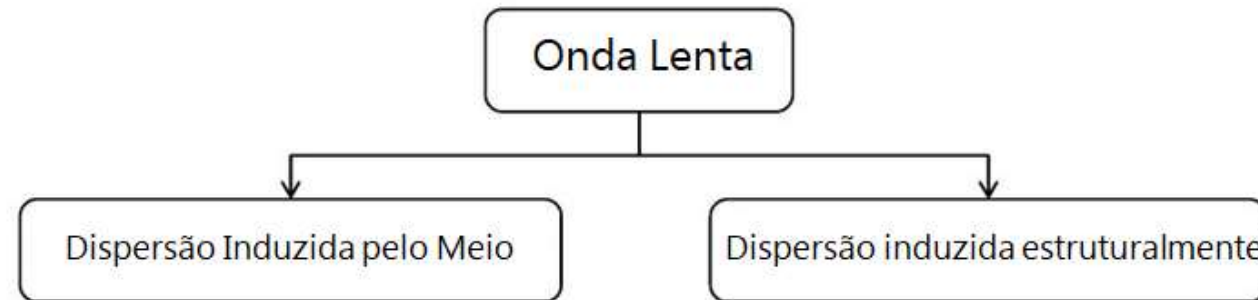 Onda Lenta
Dispersão Induzida pelo Meio
Dispersão induzida estruturalmente